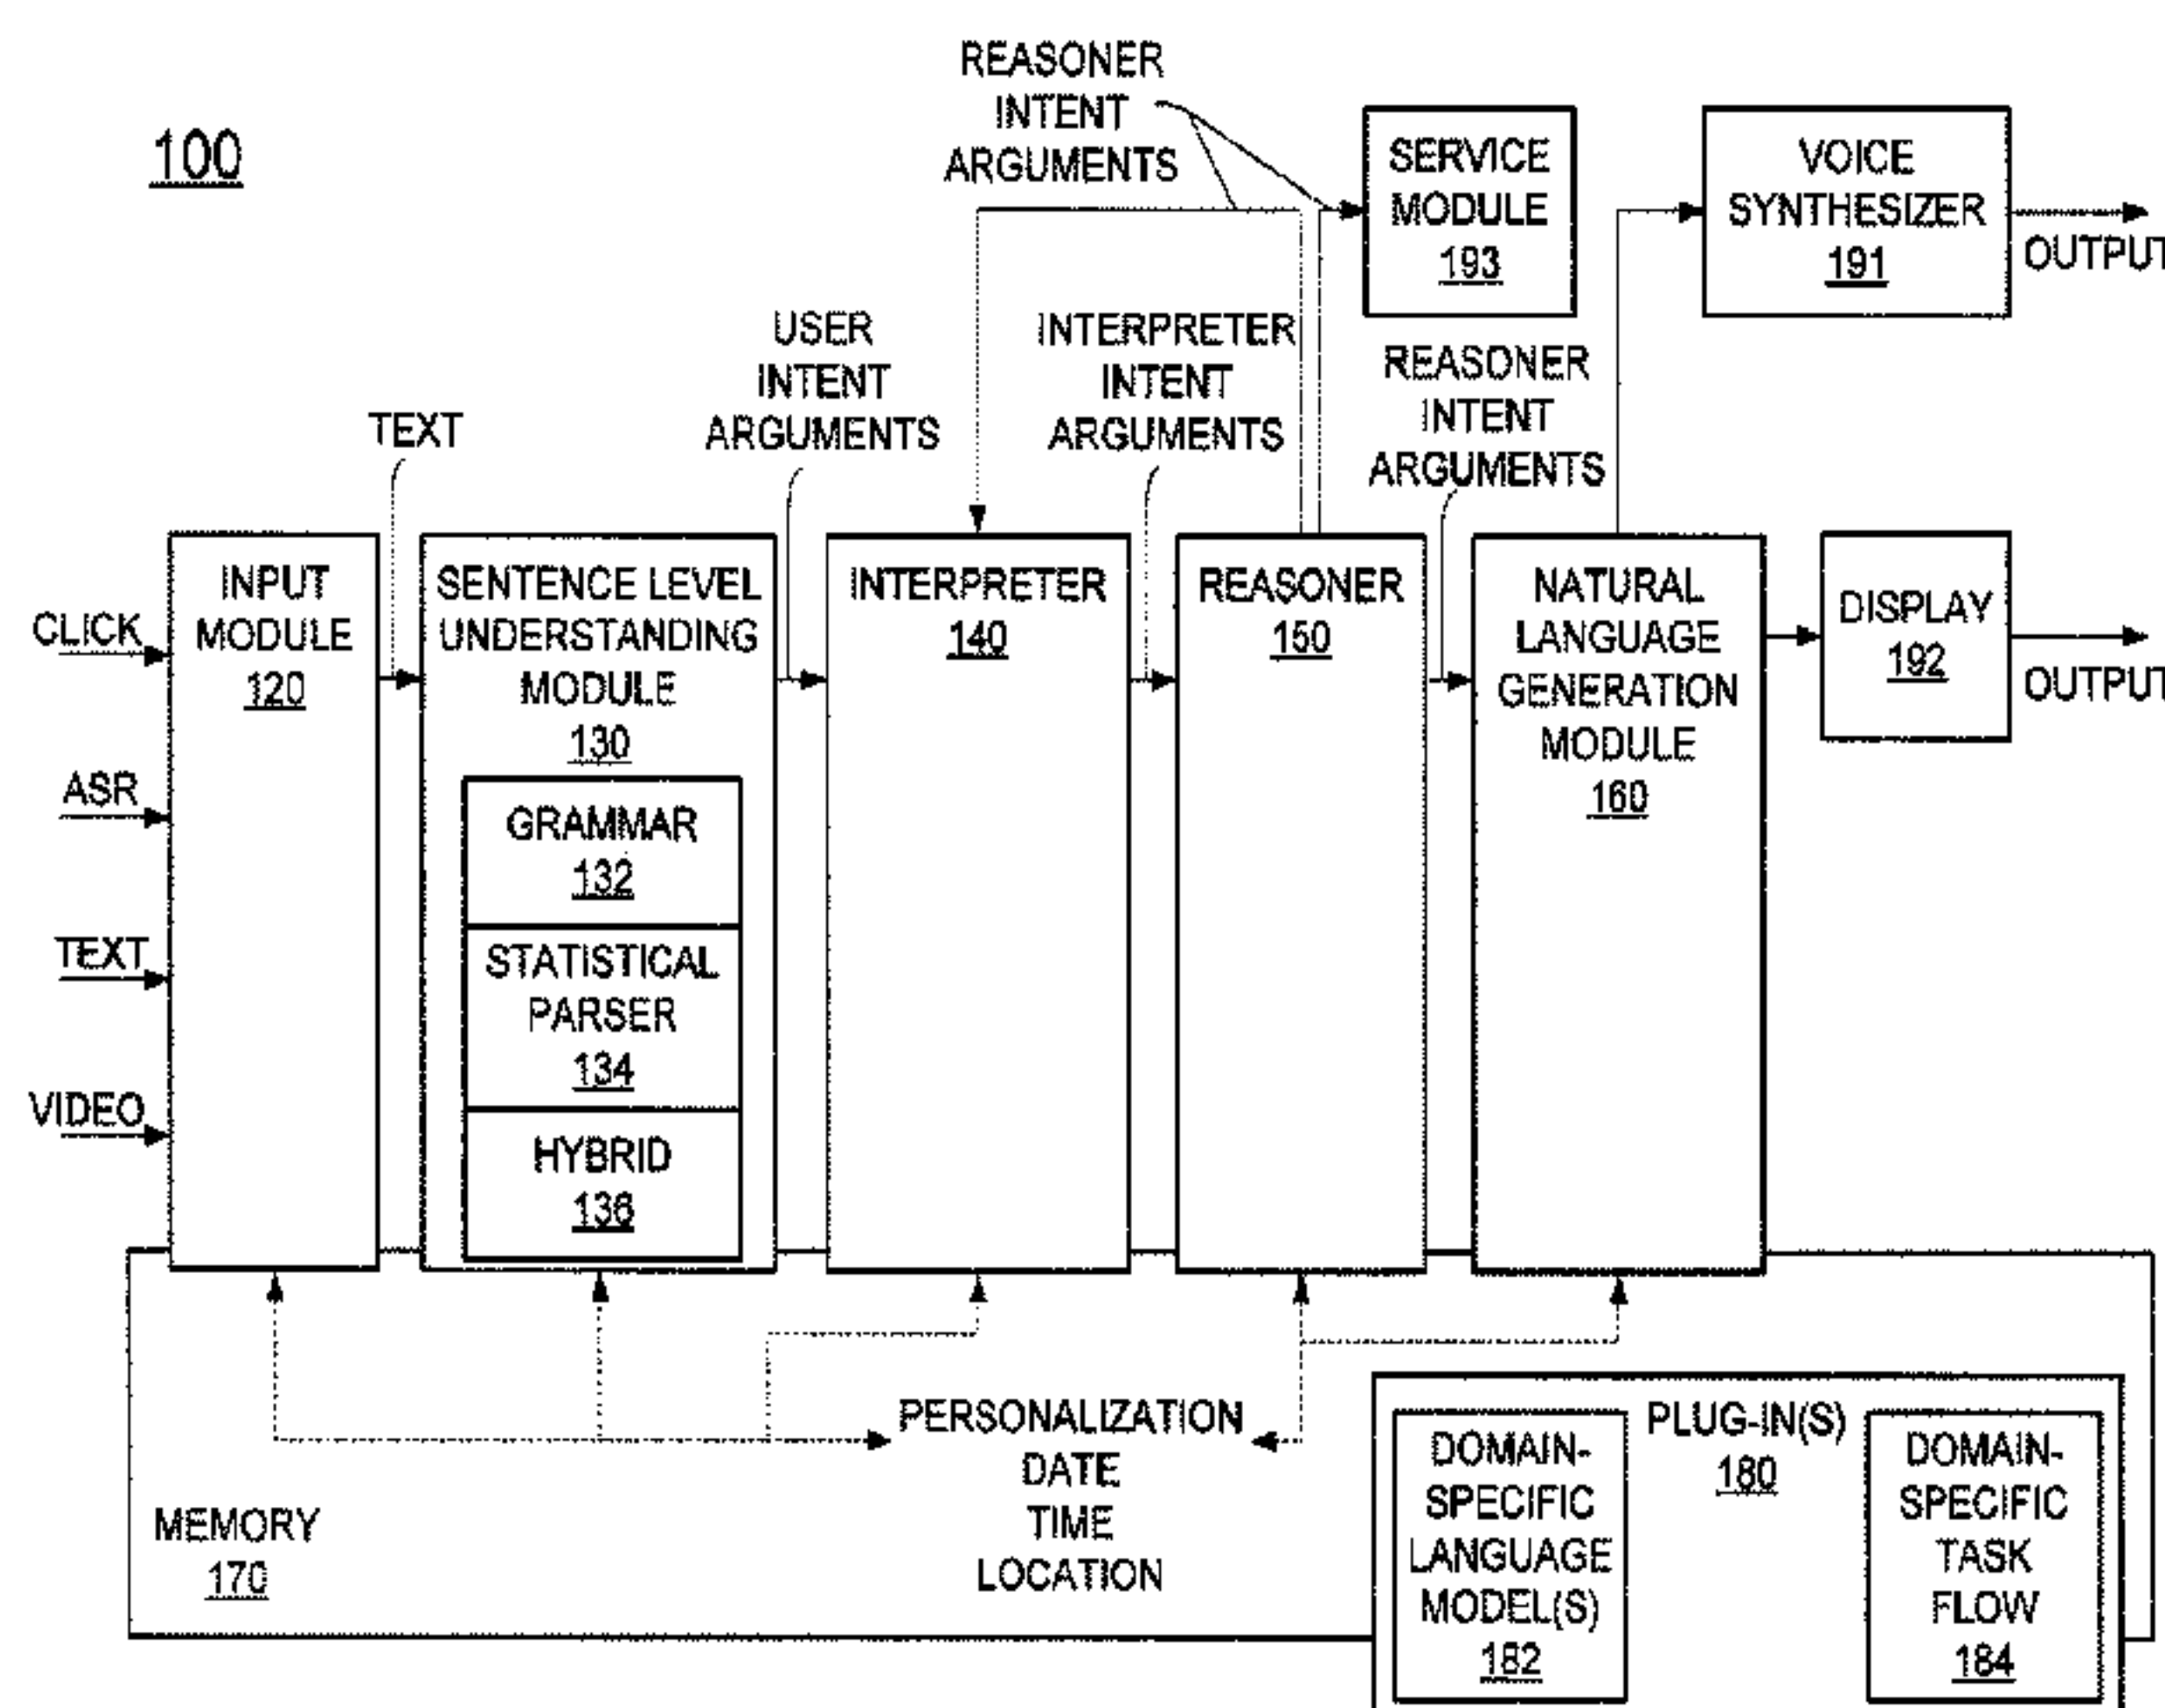 100
REASONER
INTENT
ARGUMENTS
SERVICE
MODULE
193
VOICE
SYNTHESIZER
191
OUTPUT
TEXT
USER
INTENT
ARGUMENTS
INTERPRETER
INTENT
ARGUMENTS
REASONER
INTENT
ARGUMENTS
CLICK
ASR
TEXT
VIDEO
INPUT
MODULE
120
SENTENCE LEVEL
UNDERSTANDING
MODULE
130
GRAMMAR
132
STATISTICAL
PARSER
134
HYBRID
136
INTERPRETER
140
REASONER
150
NATURAL
LANGUAGE
GENERATION
MODULE
160
DISPLAY
192
OUTPUT
MEMORY
170
PERSONALIZATION
DATE
TIME
LOCATION
PLUG-IN(S)
180
DOMAIN-
SPECIFIC
LANGUAGE
MODEL(S)
182
DOMAIN-
SPECIFIC
TASK
FLOW
184